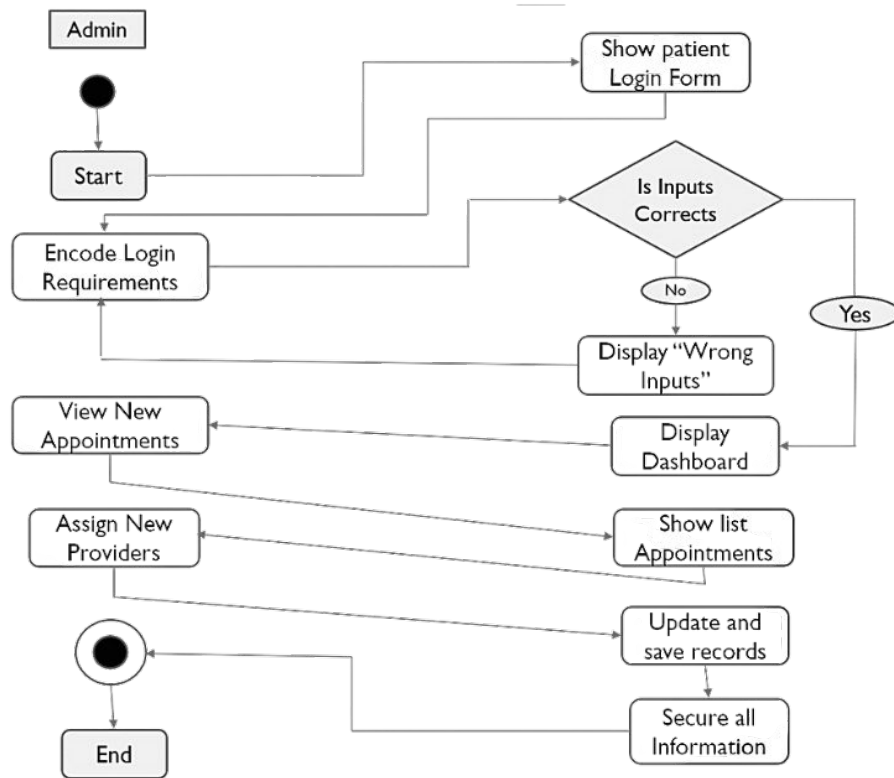 Admin
Show patient
Login Form
Start
Is Inputs
Corrects
Encode Login
Requirements
No
Yes
Display “Wrong
Inputs”
View New
Appointments
Display
Dashboard
Assign New
Providers
Show list
Appointments
Update and
save records
Secure all
Information
End